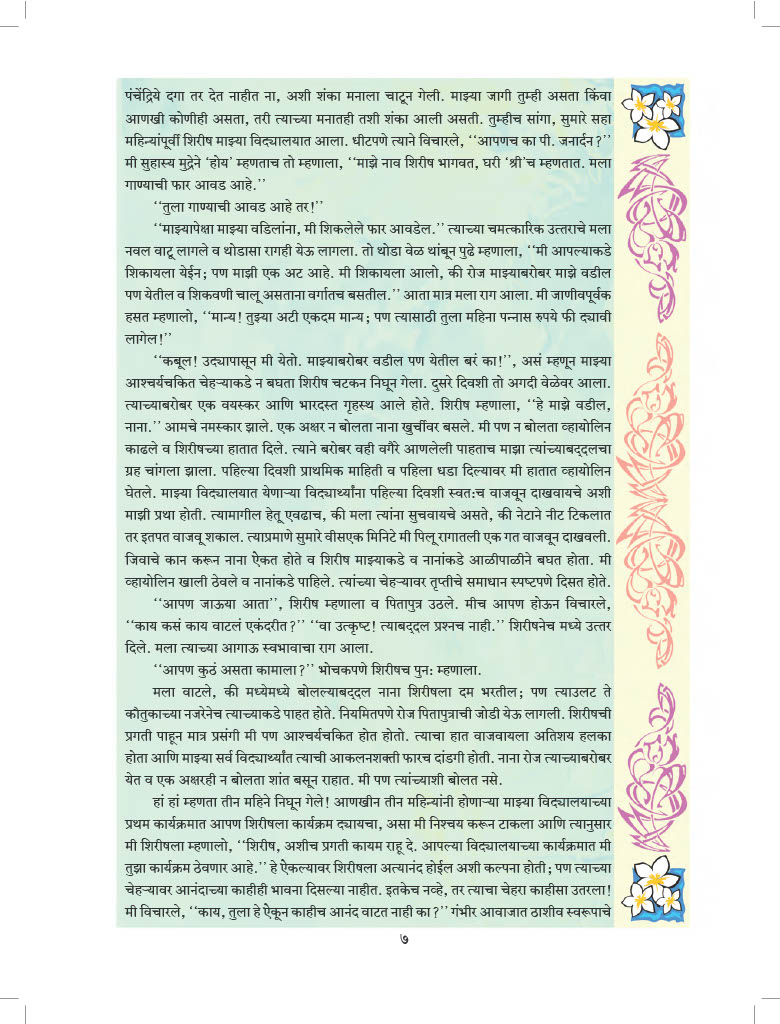 पंचेंद्रिये दगा तर देत नाहीत ना, अशी शंका मनाला चाटून गेली. माझ्या जागी तुम्ही असता किंवा
आणखी कोणीही असता, तरी त्याच्या मनातही तशी शंका आली असती. तुम्हीच सांगा, सुमारे सहा
महिन्यांपूर्वी शिरीष माझ्या विद्यालयात आला. धीटपणे त्याने विचारले, ‘‘आपणच का पी. जनार्दन?’’
मी सुहास्य मुद्रेने ‘होय’ म्हणताच तो म्हणाला, ‘‘माझे नाव शिरीष भागवत, घरी ‘श्री’च म्हणतात. मला
गाण्याची फार आवड आहे.’’
‘‘तुला गाण्याची आवड आहे तर!’’
‘‘माझ्यापेक्षा माझ्या वडिलांना, मी शिकलेले फार आवडेल.’’ त्याच्या चमत्कारिक उत्तराचे मला
नवल वाटू लागले व थोडासा रागही येऊ लागला. तो थोडा वेळ थांबून पुढे म्हणाला, ‘‘मी आपल्याकडे
शिकायला येईन; पण माझी एक अट आहे. मी शिकायला आलो, की रोज माझ्याबरोबर माझे वडील
पण येतील व शिकवणी चालू असताना वर्गातच बसतील.’’ आता मात्र मला राग आला. मी जाणीवपूर्वक
हसत म्हणालो, ‘‘मान्य! तुझ्या अटी एकदम मान्य; पण त्यासाठी तुला महिना पन्नास रुपये फी द्यावी
लागेल!’’
‘‘कबूल! उद्यापासून मी येतो. माझ्याबरोबर वडील पण येतील बरं का!’’, असं म्हणून माझ्या
आश्चर्यचकित चेहऱ्याकडे न बघता शिरीष चटकन निघून गेला. दुसरे दिवशी तो अगदी वेळेवर आला.
त्याच्याबरोबर एक वयस्कर आणि भारदस्त गृहस्थ आले होते. शिरीष म्हणाला, ‘‘हे माझे वडील,
नाना.’’ आमचे नमस्कार झाले. एक अक्षर न बोलता नाना खुर्चीवर बसले. मी पण न बोलता व्हायोलिन
काढले व शिरीषच्या हातात दिले. त्याने बरोबर वही वगैरे आणलेली पाहताच माझा त्यांच्याबद्दलचा
ग्रह चांगला झाला. पहिल्या दिवशी प्राथमिक माहिती व पहिला धडा दिल्यावर मी हातात व्हायोलिन
घेतले. माझ्या विद्यालयात येणाऱ्या विद्यार्थ्यांना पहिल्या दिवशी स्वत:च वाजवून दाखवायचे अशी
माझी प्रथा होती. त्यामागील हेतू एवढाच, की मला त्यांना सुचवायचे असते, की नेटाने नीट टिकलात
तर इतपत वाजवू शकाल. त्याप्रमाणे सुमारे वीसएक मिनिटे मी पिलू रागातली एक गत वाजवून दाखवली.
जिवाचे कान करून नाना ऐकत होते व शिरीष माझ्याकडे व नानांकडे आळीपाळीने बघत होता. मी
व्हायोलिन खाली ठेवले व नानांकडे पाहिले. त्यांच्या चेहऱ्यावर तृप्तीचे समाधान स्पष्टपणे दिसत होते.
‘‘आपण जाऊया आता’’, शिरीष म्हणाला व पितापुत्र उठले. मीच आपण होऊन विचारले,
‘‘काय कसं काय वाटलं एकंदरीत?’’ ‘‘वा उत्कृष्ट! त्याबद्दल प्रश्नच नाही.’’ शिरीषनेच मध्ये उत्तर
दिले. मला त्याच्या आगाऊ स्वभावाचा राग आला.
‘‘आपण कुठं असता कामाला?’’ भोचकपणे शिरीषच पुन: म्हणाला.
मला वाटले, की मध्येमध्ये बोलल्याबद्दल नाना शिरीषला दम भरतील; पण त्याउलट ते
कौतुकाच्या नजरेनेच त्याच्याकडे पाहत होते. नियमितपणे रोज पितापुत्राची जोडी येऊ लागली. शिरीषची
प्रगती पाहून मात्र प्रसंगी मी पण आश्चर्यचकित होत होतो. त्याचा हात वाजवायला अतिशय हलका
होता आणि माझ्या सर्व विद्यार्थ्यांत त्याची आकलनशक्ती फारच दांडगी होती. नाना रोज त्याच्याबरोबर
येत व एक अक्षरही न बोलता शांत बसून राहात. मी पण त्यांच्याशी बोलत नसे.
हां हां म्हणता तीन महिने निघून गेले! आणखीन तीन महिन्यांनी होणाऱ्या माझ्या विद्यालयाच्या
प्रथम कार्यक्रमात आपण शिरीषला कार्यक्रम द्यायचा, असा मी निश्चय करून टाकला आणि त्यानुसार
मी शिरीषला म्हणालो, ‘‘शिरीष, अशीच प्रगती कायम राहू दे. आपल्या विद्यालयाच्या कार्यक्रमात मी
तुझा कार्यक्रम ठेवणार आहे.’’ हे ऐकल्यावर शिरीषला अत्यानंद होईल अशी कल्पना होती; पण त्याच्या
चेहऱ्यावर आनंदाच्या काहीही भावना दिसल्या नाहीत. इतकेच नव्हे, तर त्याचा चेहरा काहीसा उतरला!
मी विचारले, ‘‘काय, तुला हे ऐकून काहीच आनंद वाटत नाही का?’’ गंभीर आवाजात ठाशीव स्वरूपाचे
७